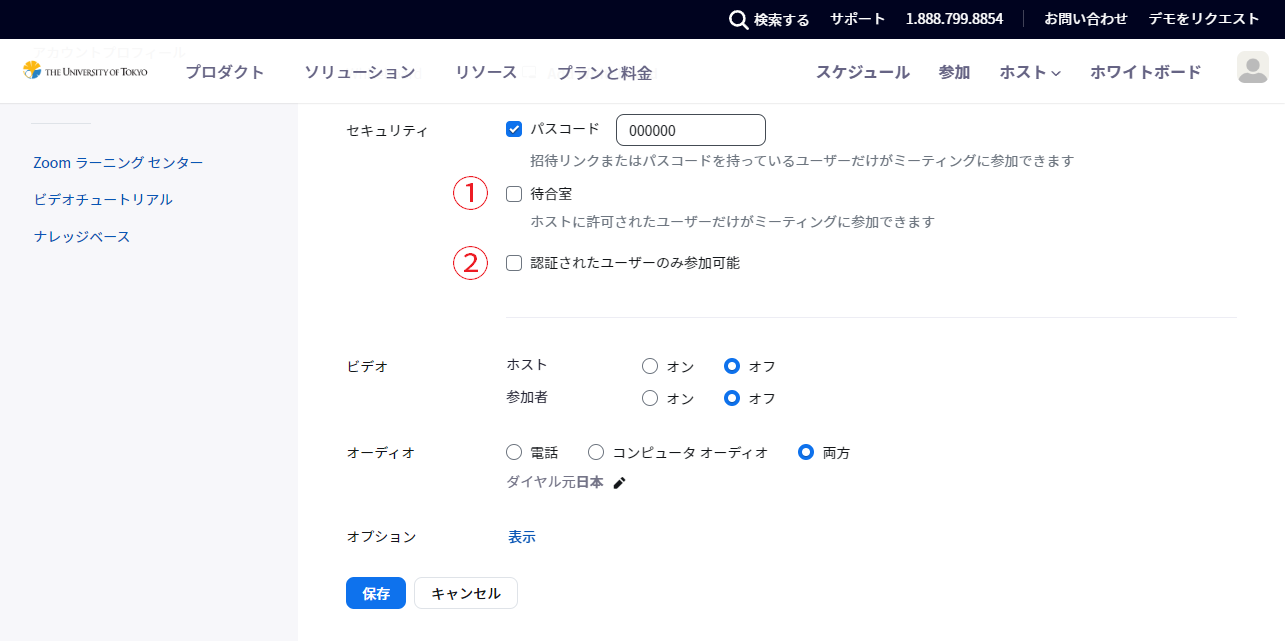 検索する サポート 1.888.799.8854 お問い合わせ デモをリクエスト
アカウントプロフィール
THE UNIVERSITY OF TOKYO プロダクト ソリューション リソース プランと料金 スケジュール 参加 ホスト ホワイトボード
セキュリティ パスコード 000000
招待リンクまたはパスコードを持っているユーザーだけがミーティングに参加できます
Zoom ラーニング センター
ビデオチュートリアル
ナレッジベース
① 待合室
ホストに許可されたユーザーだけがミーティングに参加できます
② 認証されたユーザーのみ参加可能
ビデオ ホスト オン オフ
参加者 オン オフ
オーディオ 電話 コンピュータ オーディオ 両方
ダイヤル元日本
オプション 表示
保存 キャンセル